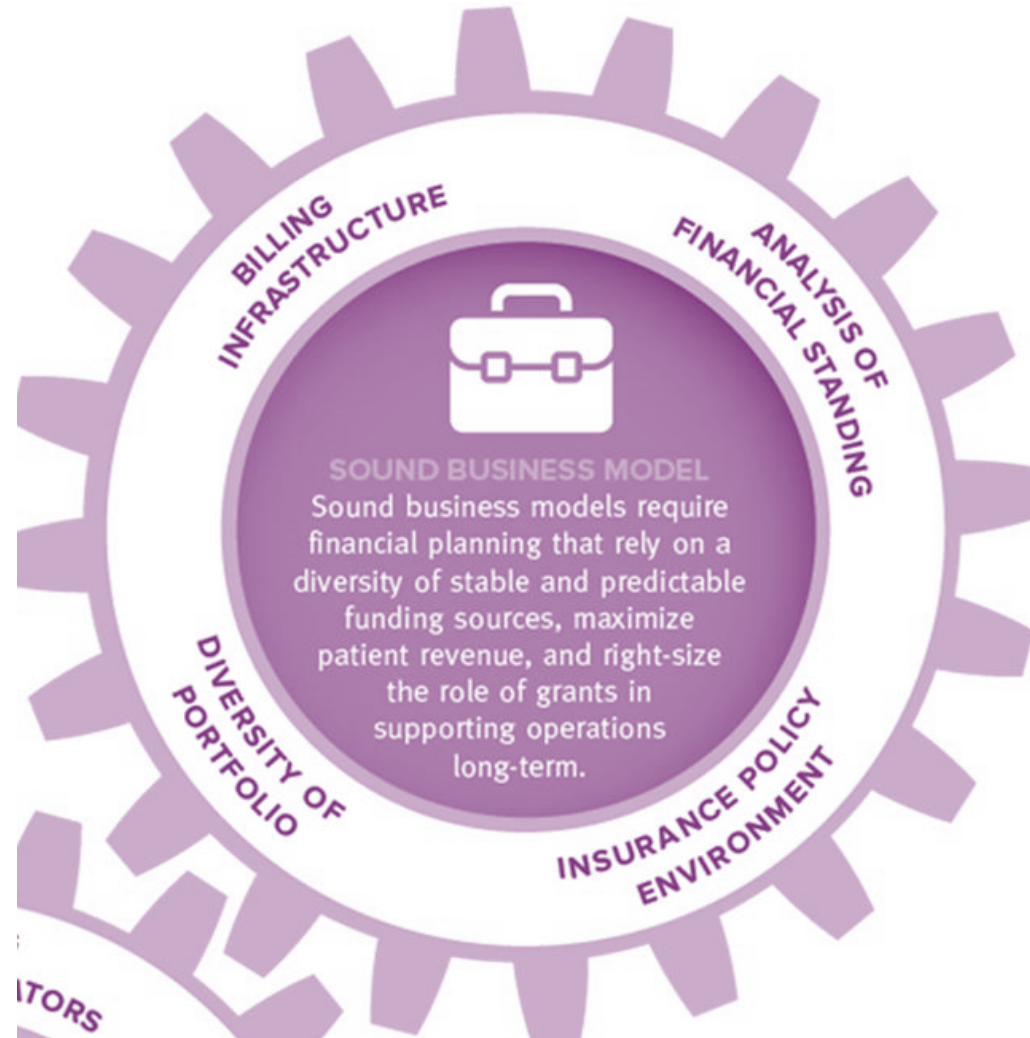 BILLING
INFRASTRUCTURE
ANALYSIS OF
FINANCIAL STANDING
SOUND BUSINESS MODEL
Sound business models require
financial planning that rely on a
diversity of stable and predictable
funding sources, maximize
patient revenue, and right-size
the role of grants in
supporting operations
long-term.
DIVERSITY OF
PORTFOLIO
INSURANCE POLICY
ENVIRONMENT